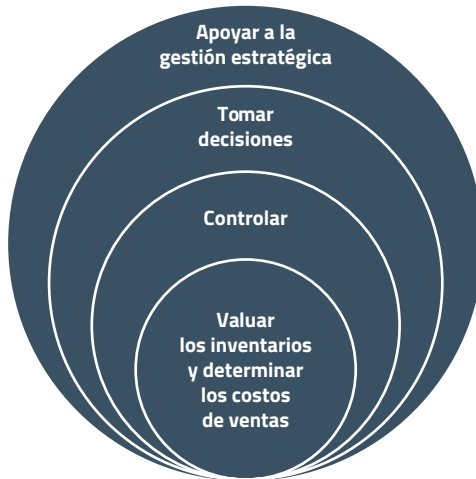 Apoyar a la
gestión estratégica
Tomar
decisiones
Controlar
Valuar
los inventarios
y determinar
los costos
de ventas